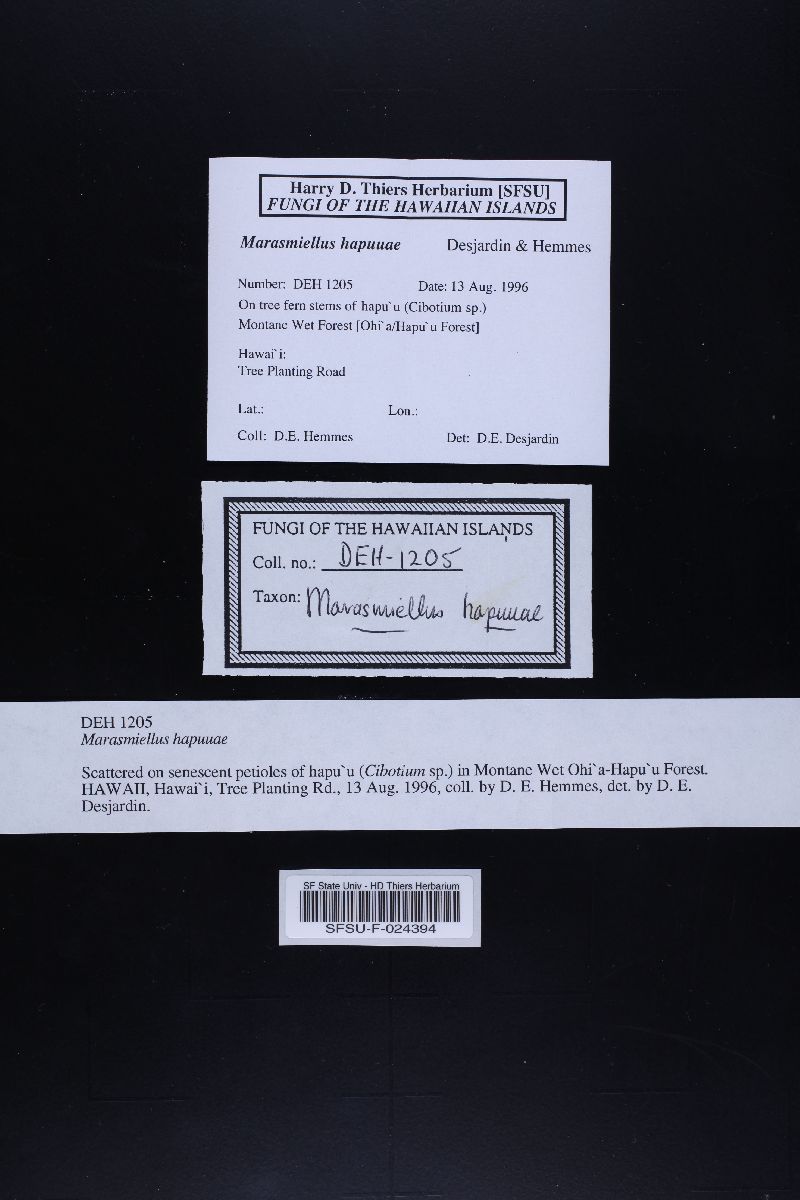 Harry D. Thiers Herbarium [SFSU]
FUNGI OF THE HAWAIIAN ISLANDS
Marasmiellus hapuuae Desjardin & Hemmes
Number: DEH 1205 Date: 13 Aug. 1996
On tree fern stems of hapu`u (Cibotium sp.)
Montane Wet Forest [Ohi`a/Hapu`u Forest]
Hawai`i:
Tree Planting Road
Lat.: Lon.:
Coll: D.E. Hemmes Det: D.E. Desjardin
FUNGI OF THE HAWAIIAN ISLANDS
Coll. no.: DEH-1205
Taxon: Marasmiellus hapuuae
DEH 1205
Marasmiellus hapuuae
Scattered on senescent petioles of hapu`u (Cibotium sp.) in Montane Wet Ohi`a-Hapu`u Forest.
HAWAII, Hawai`i, Tree Planting Rd., 13 Aug. 1996, coll. by D. E. Hemmes, det. by D. E.
Desjardin.
SF State Univ - HD Thiers Herbarium
SFSU-F-024394